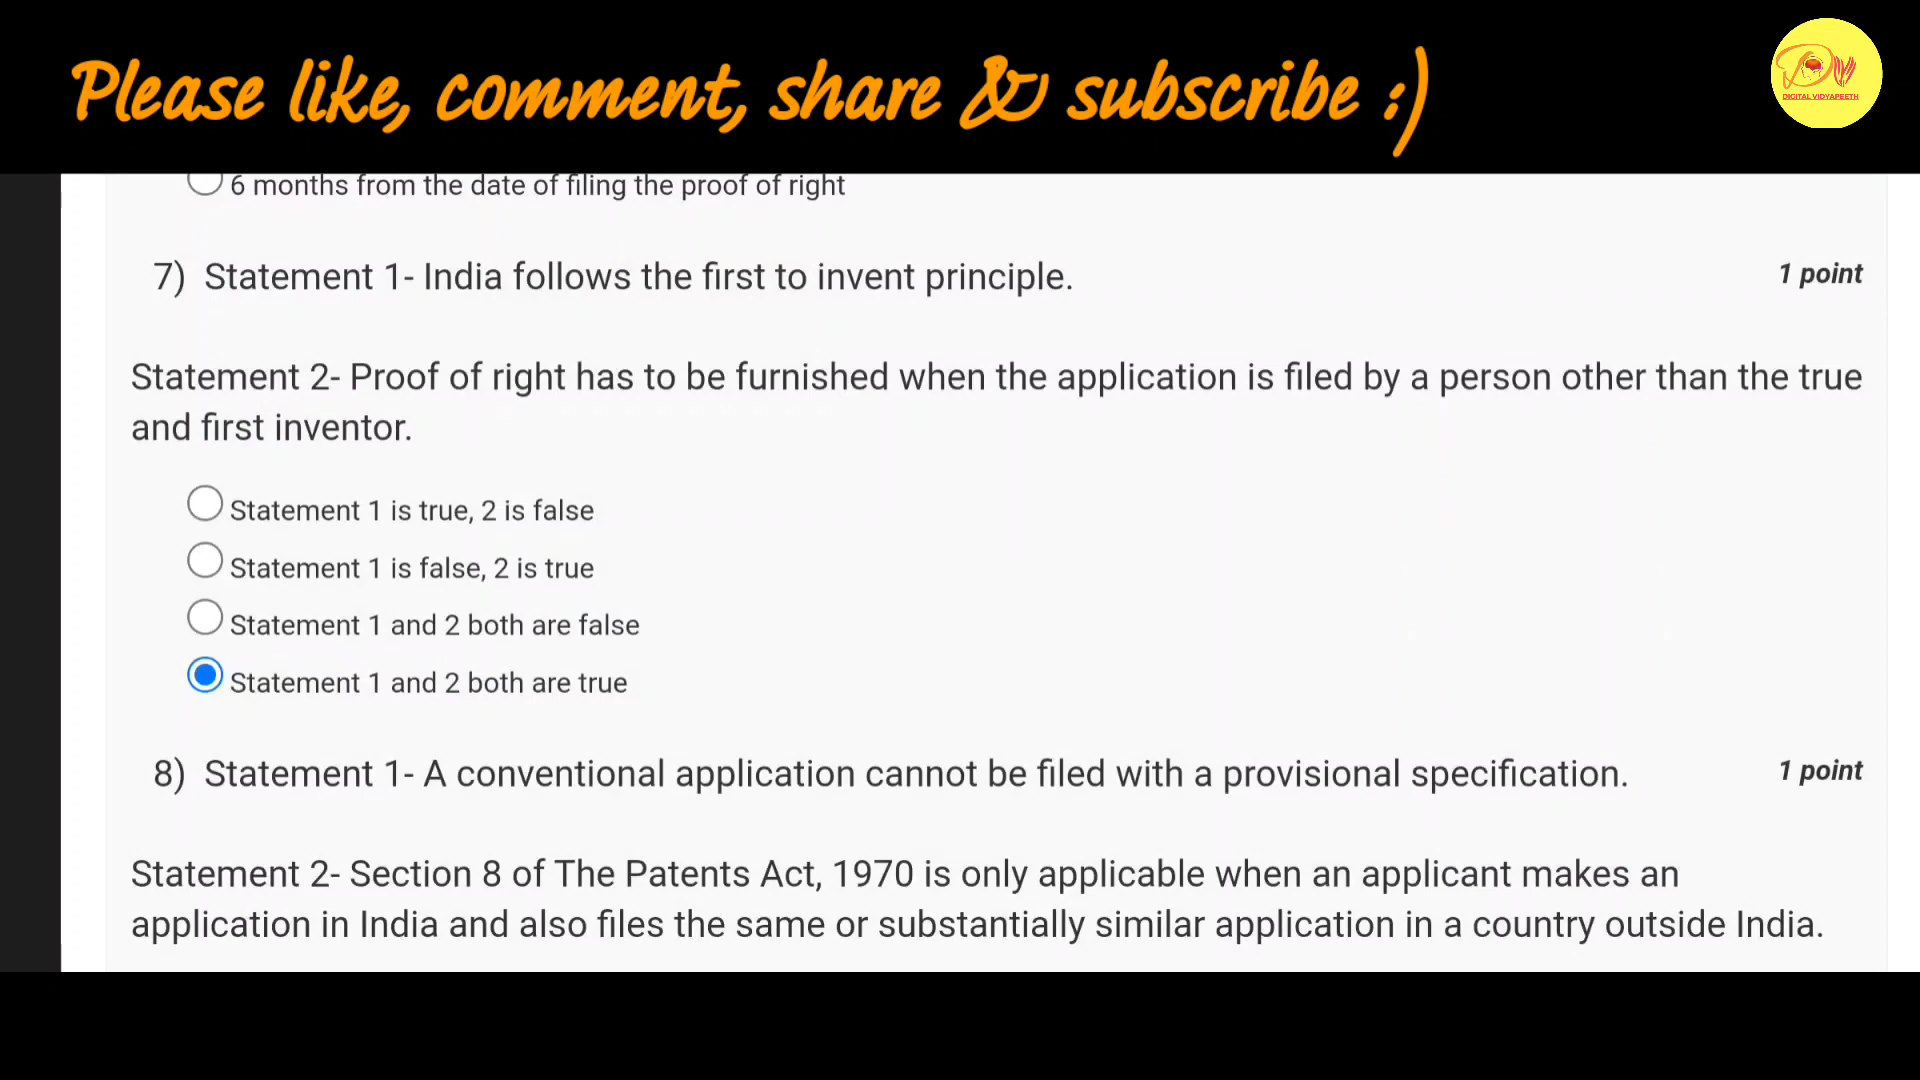 Please like, comment, share & subscribe :)
DIGITAL VIDYAPEETH
6 months from the date of filing the proof of right
7) Statement 1- India follows the first to invent principle.
1 point
Statement 2- Proof of right has to be furnished when the application is filed by a person other than the true
and first inventor.
Statement 1 is true, 2 is false
Statement 1 is false, 2 is true
Statement 1 and 2 both are false
Statement 1 and 2 both are true
8) Statement 1- A conventional application cannot be filed with a provisional specification.
1 point
Statement 2- Section 8 of The Patents Act, 1970 is only applicable when an applicant makes an
application in India and also files the same or substantially similar application in a country outside India.